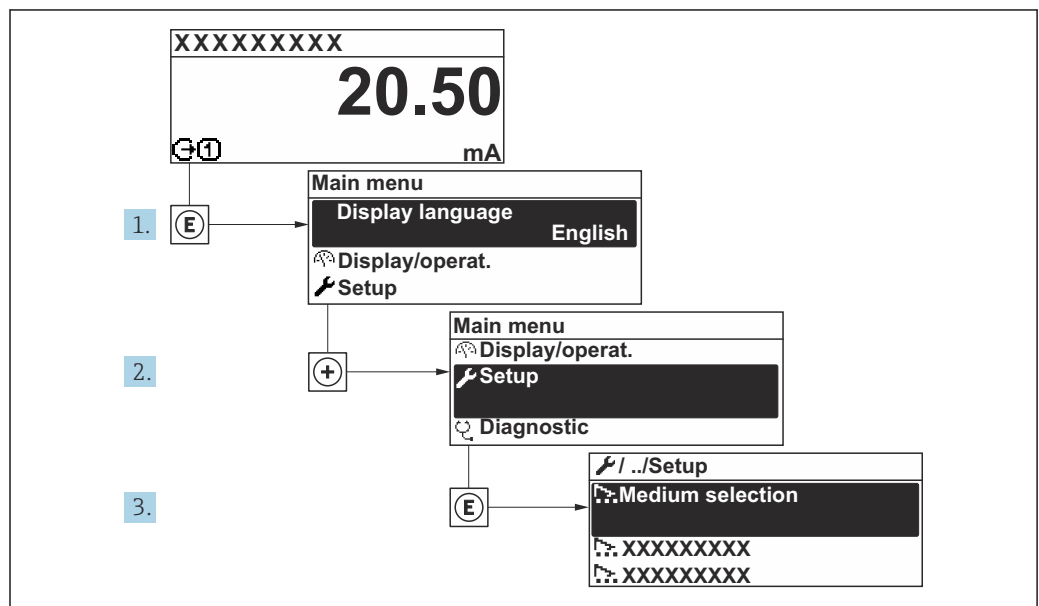 XXXXXXXXX
20.50
1 mA
1. E
Main menu
Display language
English
Display/operat.
Setup
2. +
Main menu
Display/operat.
Setup
Diagnostic
3. E
/ ../Setup
Medium selection
XXXXXXXXX
XXXXXXXXX